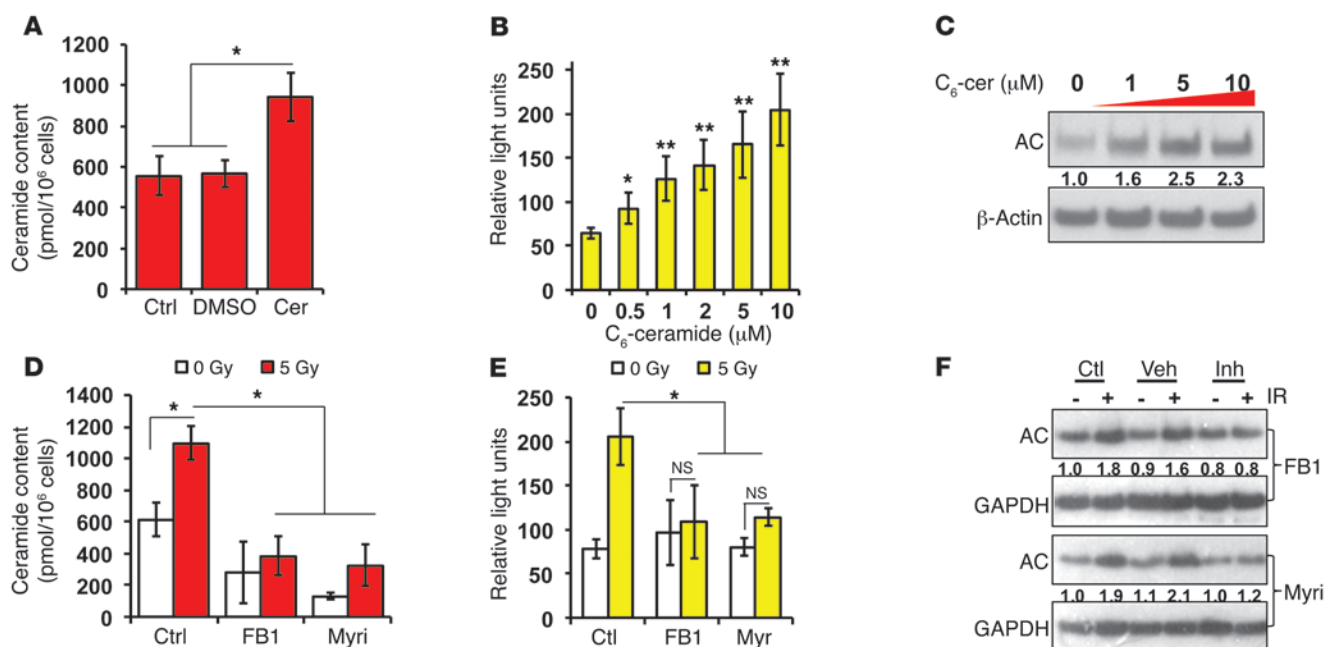 A
Ceramide content
(pmol/10⁶ cells)
1200
1000
800
600
400
200
0
*
Ctrl DMSO Cer
B
Relative light units
250
200
150
100
50
0
* ** ** ** **
0 0.5 1 2 5 10
C₆-ceramide (μM)
C
C₆-cer (μM) 0 1 5 10
AC
1.0 1.6 2.5 2.3
β-Actin
D
0 Gy 5 Gy
Ceramide content
(pmol/10⁶ cells)
1400
1200
1000
800
600
400
200
0
* *
Ctrl FB1 Myri
E
0 Gy 5 Gy
Relative light units
250
200
150
100
50
0
*
NS
NS
Ctl FB1 Myr
F
Ctl Veh Inh
- + - + - + IR
AC
1.0 1.8 0.9 1.6 0.8 0.8
FB1
GAPDH
AC
1.0 1.9 1.1 2.1 1.0 1.2
Myri
GAPDH